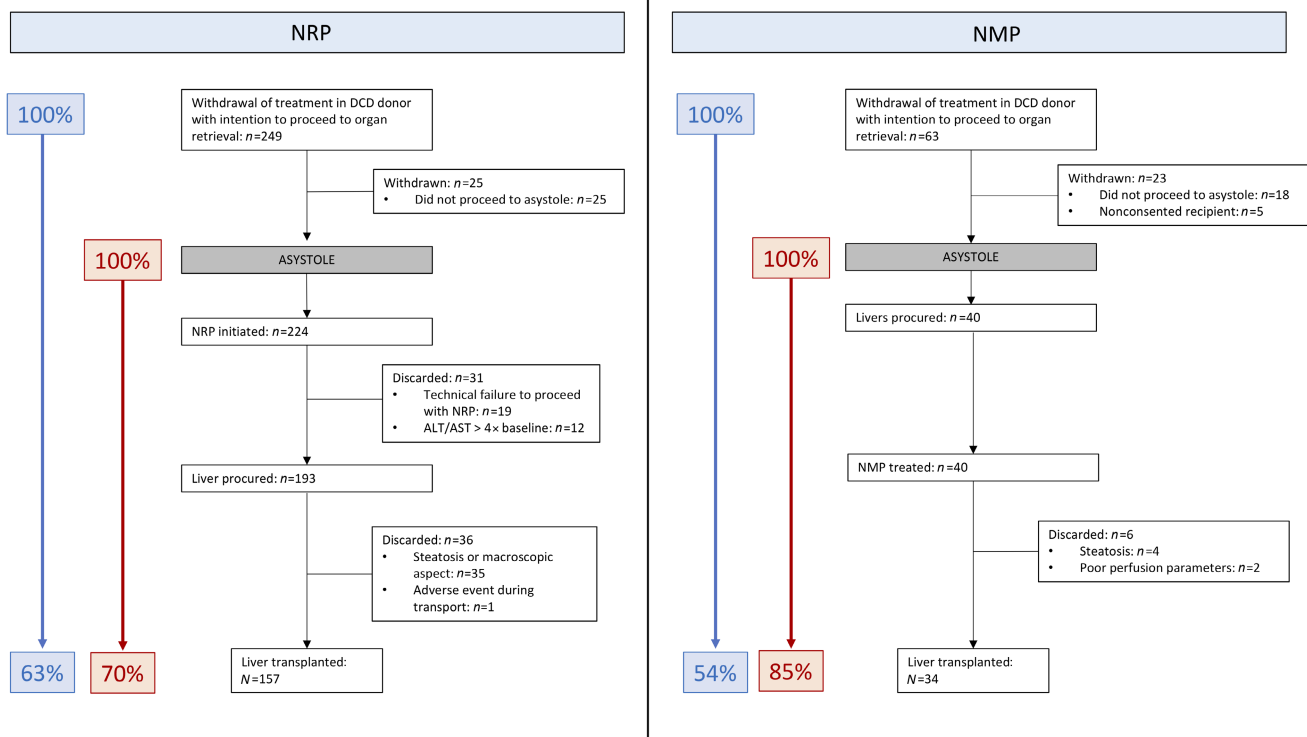 NRP
100%
Withdrawal of treatment in DCD donor
with intention to proceed to organ
retrieval: n=249
Withdrawn: n=25
• Did not proceed to asystole: n=25
100%
ASYSTOLE
NRP initiated: n=224
Discarded: n=31
• Technical failure to proceed
with NRP: n=19
• ALT/AST > 4× baseline: n=12
Liver procured: n=193
Discarded: n=36
• Steatosis or macroscopic
aspect: n=35
• Adverse event during
transport: n=1
63%
70%
Liver transplanted:
N=157
NMP
100%
Withdrawal of treatment in DCD donor
with intention to proceed to organ
retrieval: n=63
Withdrawn: n=23
• Did not proceed to asystole: n=18
• Nonconsented recipient: n=5
100%
ASYSTOLE
Livers procured: n=40
NMP treated: n=40
Discarded: n=6
• Steatosis: n=4
• Poor perfusion parameters: n=2
54%
85%
Liver transplanted:
N=34